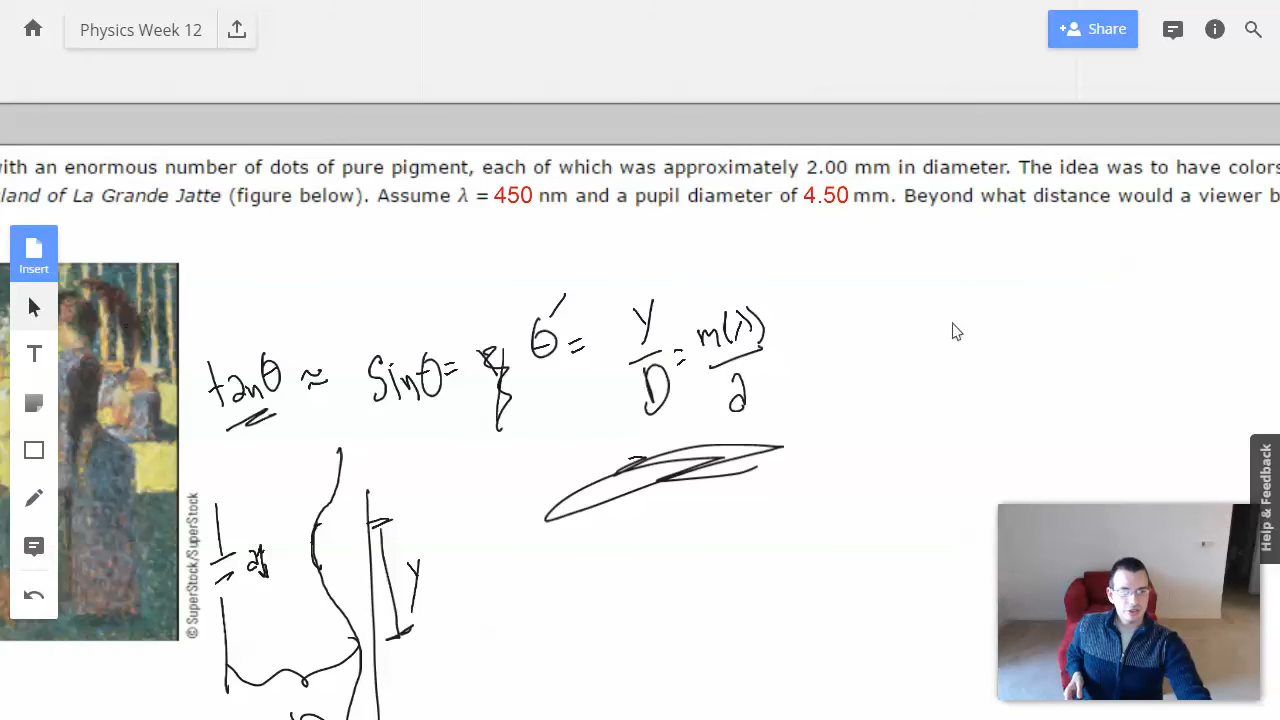 Physics Week 12
Share
with an enormous number of dots of pure pigment, each of which was approximately 2.00 mm in diameter. The idea was to have colors
land of La Grande Jatte (figure below). Assume λ = 450 nm and a pupil diameter of 4.50 mm. Beyond what distance would a viewer b
Insert
T
tanθ ≈ sinθ =
θ = y/D = m(λ)/a
y
© SuperStock/SuperStock
Help & Feedback